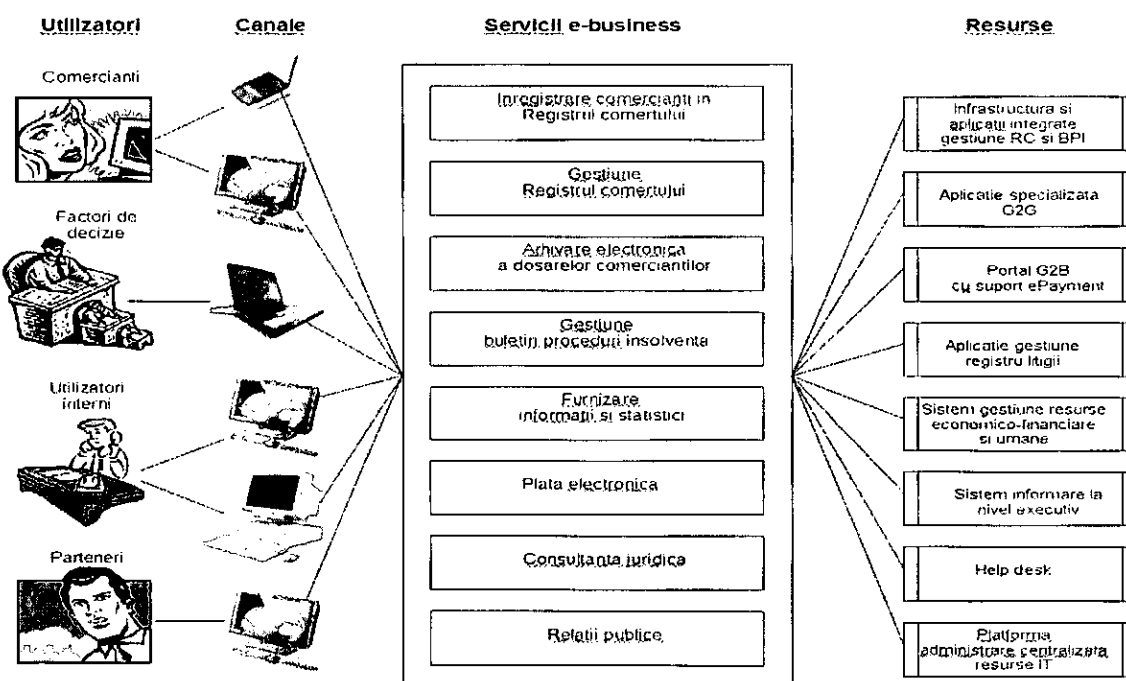 Utilizatori
Canale
Servicii e-business
Resurse
Comercianti
Factori de
decizie
Utilizatori
interni
Parteneri
Inregistrare comercianti in
Registrul comertului
Gestiune
Registrul comertului
Arhivare electronica
a dosarelor comerciantilor
Gestiune
buletin proceduri insolventa
Furnizare
informatii si statistici
Plata electronica
Consultanta juridica
Relatii publice
Infrastructura si
aplicatii integrate
gestiune RC si BPI
Aplicatie specializata
G2G
Portal G2B
cu suport ePayment
Aplicatie gestiune
registru litigii
Sistem gestiune resurse
economico-financiare
si umane
Sistem informare la
nivel executiv
Help desk
Platforma
administrare centralizata
resurse IT